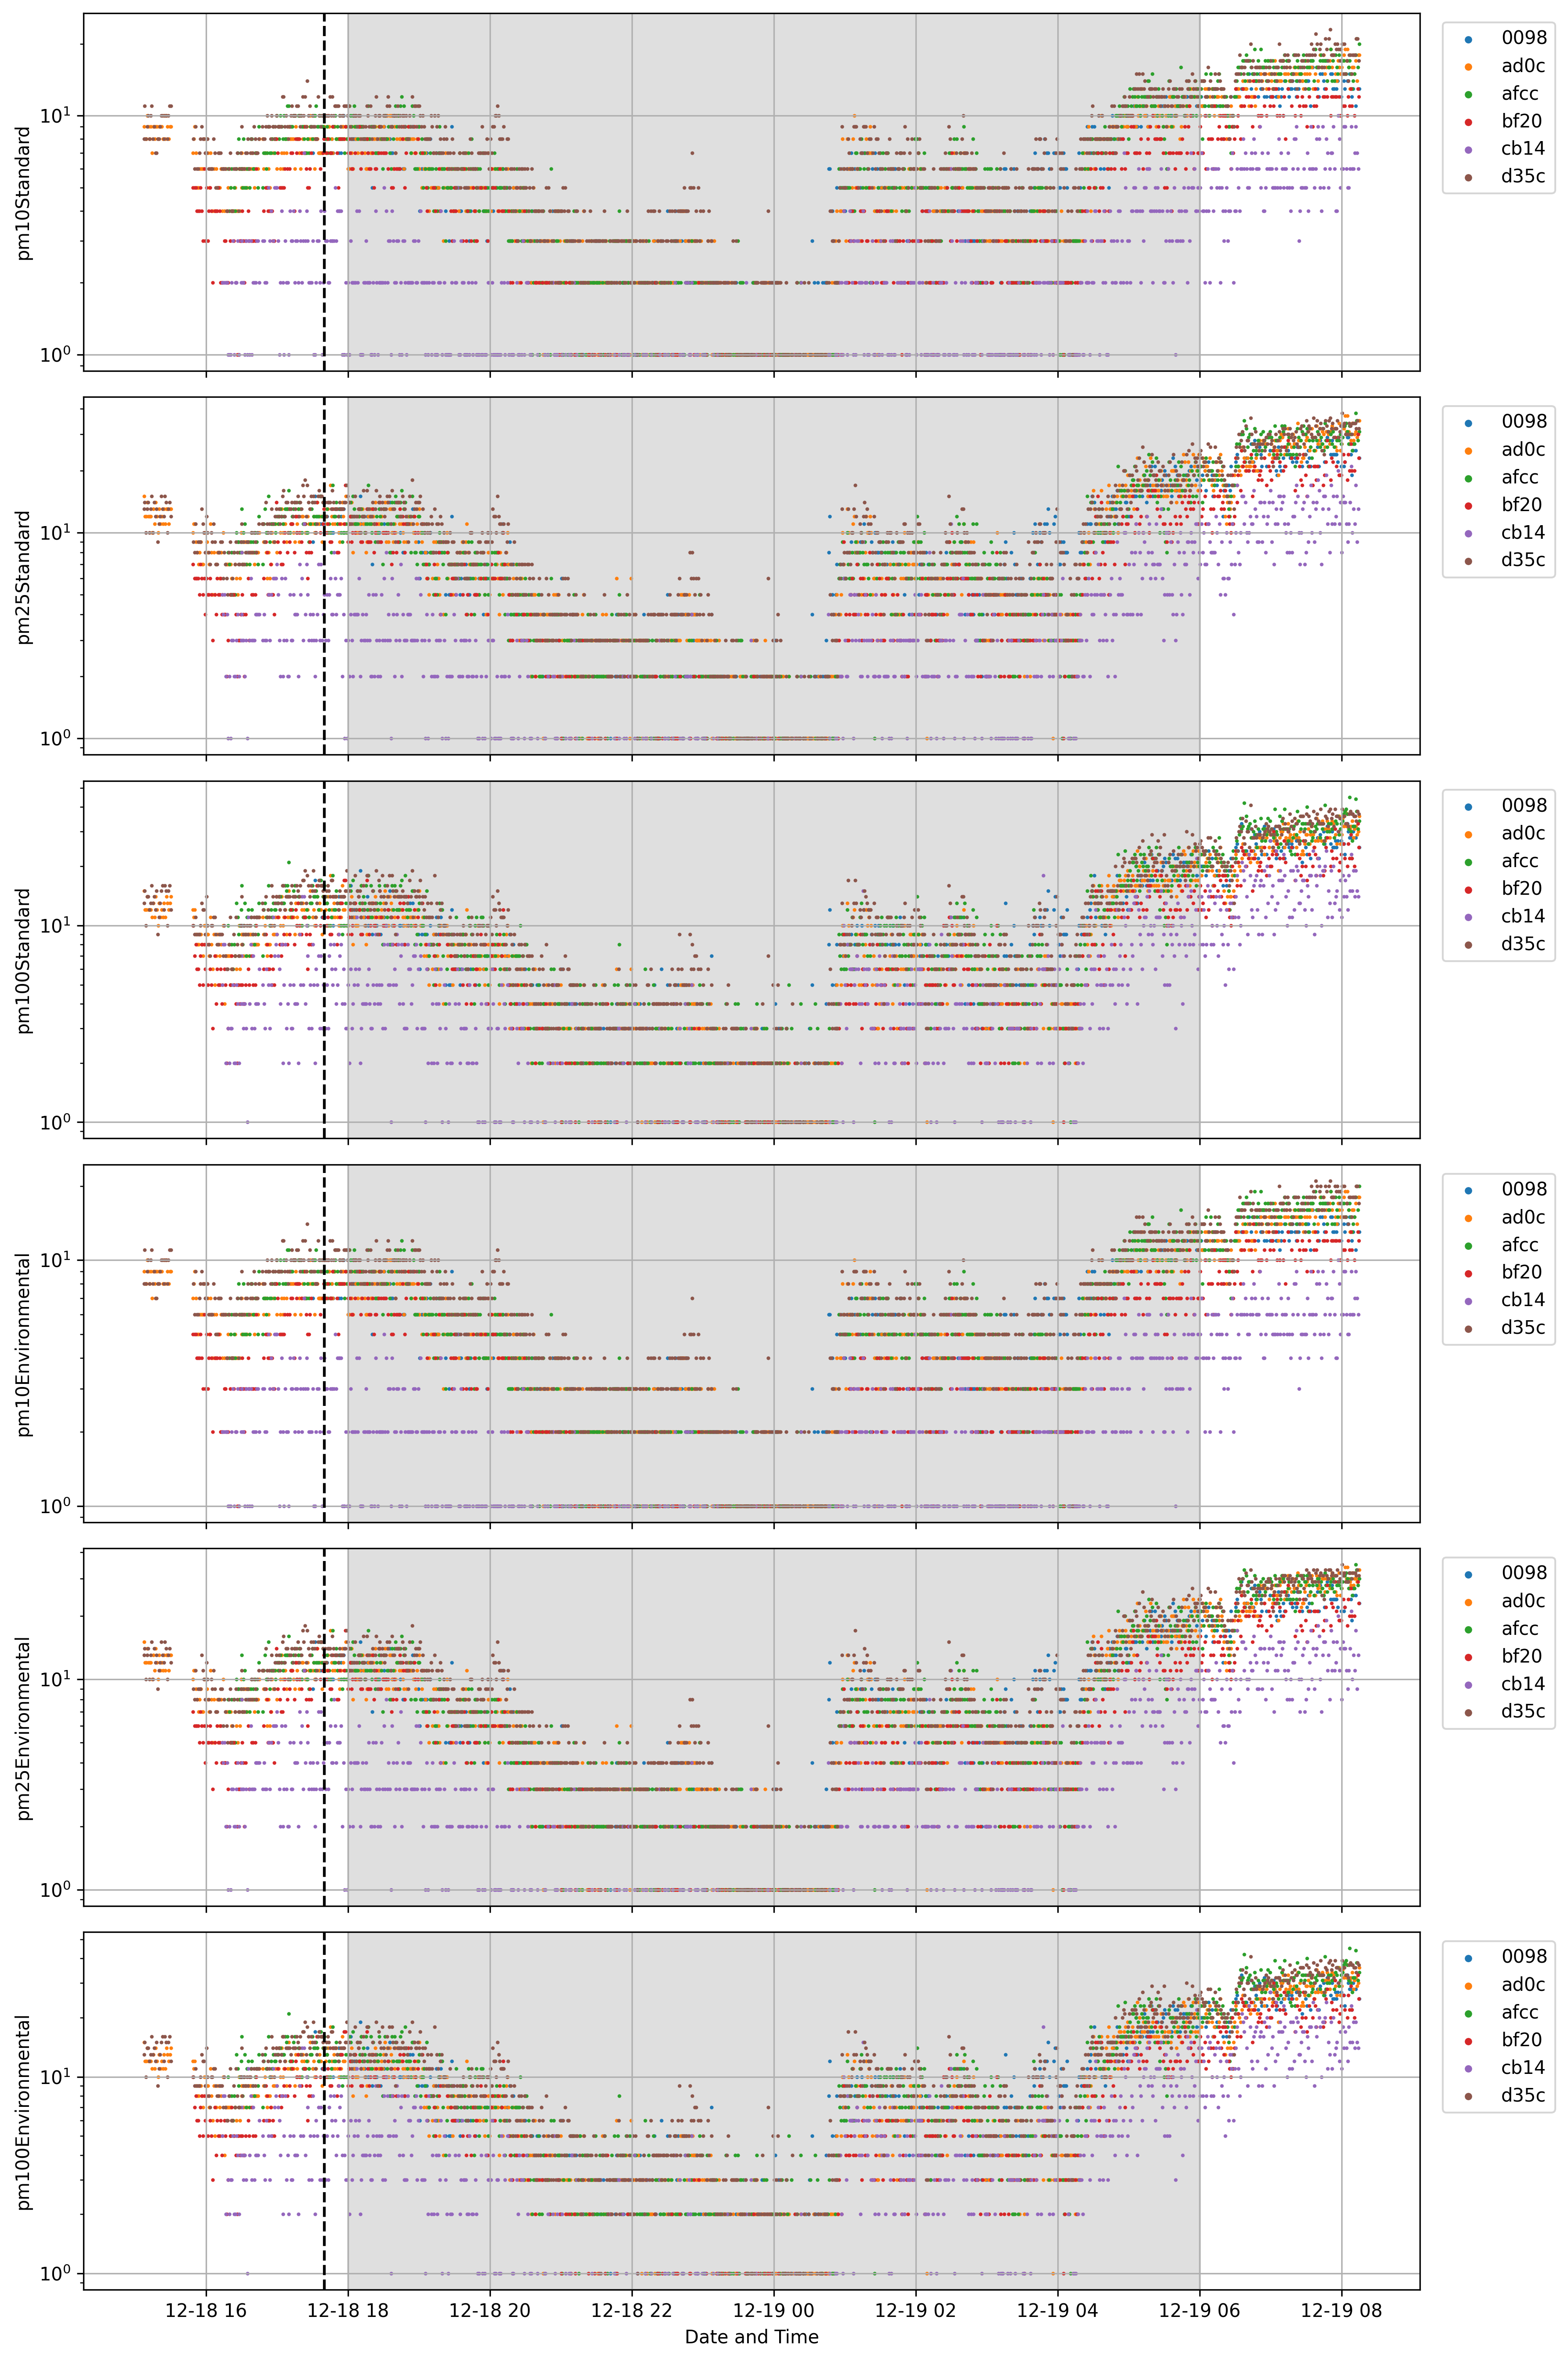 pm10Standard
10¹
10⁰
0098
ad0c
afcc
bf20
cb14
d35c
pm25Standard
10¹
10⁰
0098
ad0c
afcc
bf20
cb14
d35c
pm100Standard
10¹
10⁰
0098
ad0c
afcc
bf20
cb14
d35c
pm10Environmental
10¹
10⁰
0098
ad0c
afcc
bf20
cb14
d35c
pm25Environmental
10¹
10⁰
0098
ad0c
afcc
bf20
cb14
d35c
pm100Environmental
10¹
10⁰
0098
ad0c
afcc
bf20
cb14
d35c
12-18 16 12-18 18 12-18 20 12-18 22 12-19 00 12-19 02 12-19 04 12-19 06 12-19 08
Date and Time